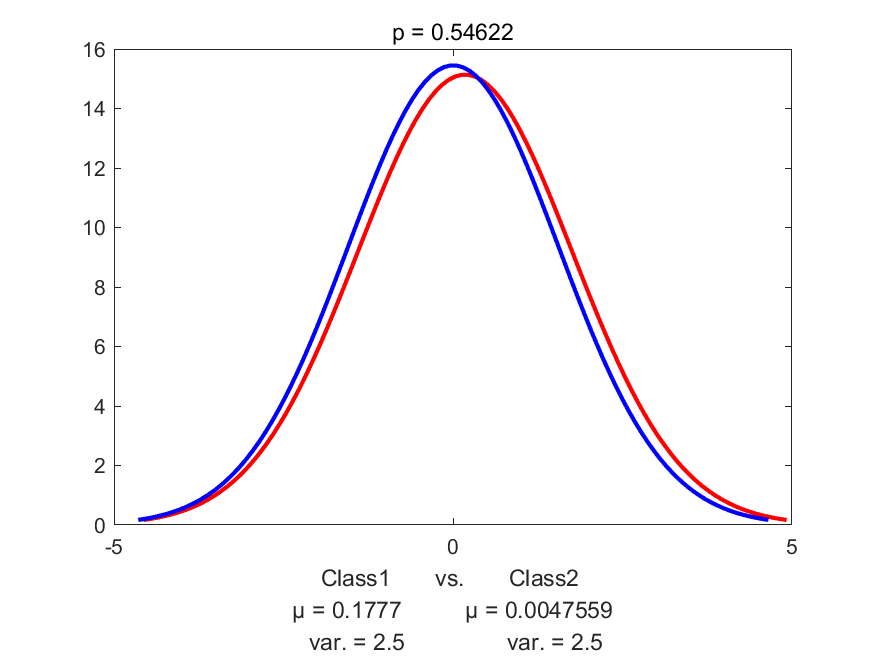 p = 0.54622
16
14
12
10
8
6
4
2
0
-5 0 5
Class1 vs. Class2
μ = 0.1777 μ = 0.0047559
var. = 2.5 var. = 2.5